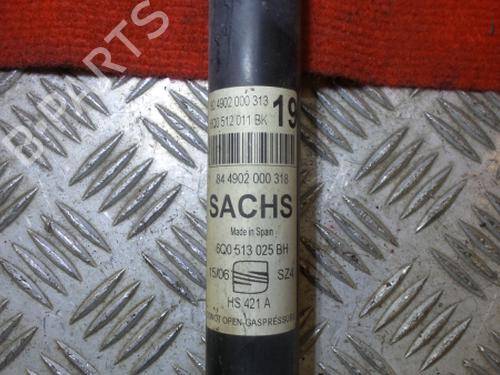 B-PARTS
4902 000 313
6Q0 512 011 BK
19
84 4902 000 318
SACHS
Made in Spain
6Q0 513 025 BH
15/06
SZ4
HS 421 A
NOT OPEN-GASPRESSURE